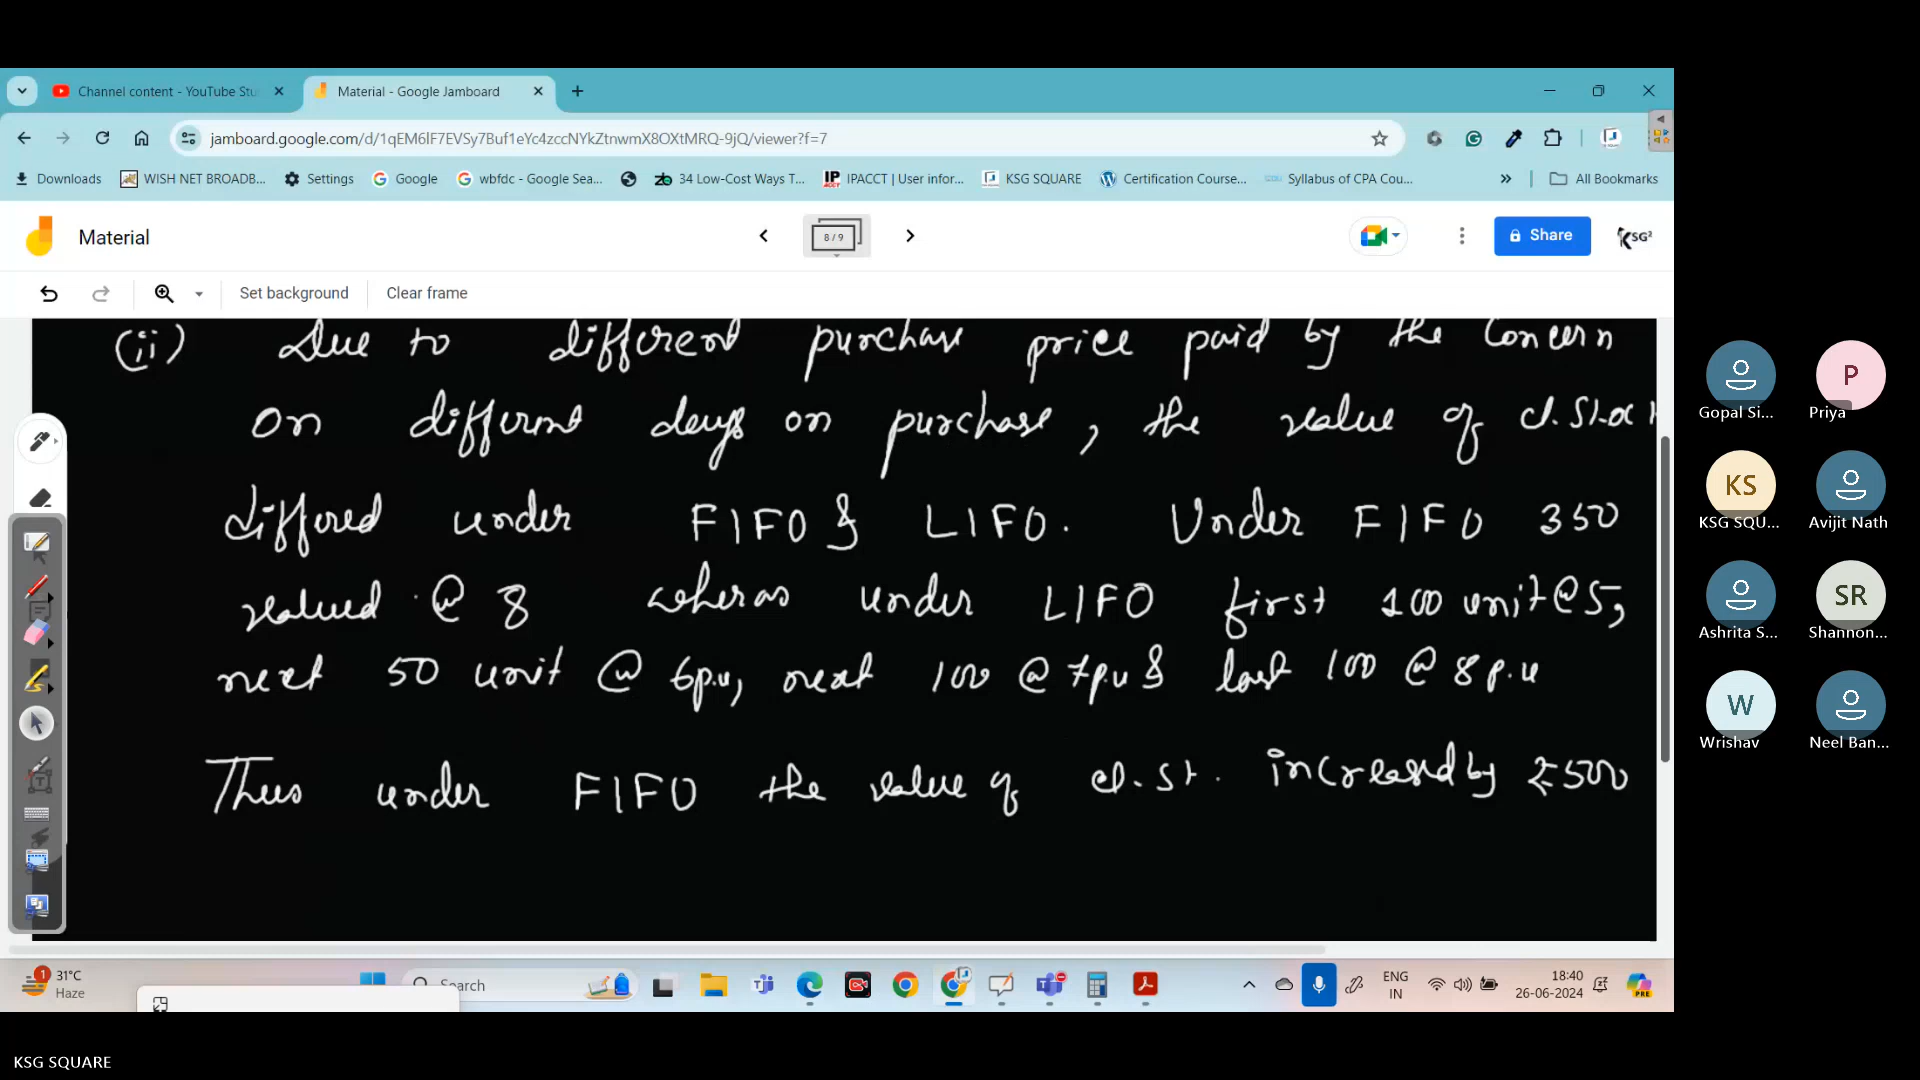 Channel content - YouTube Stu
Material - Google Jamboard
jamboard.google.com/d/1qEM6lF7EVSy7Buf1eYc4zccNYkZtnwmX8OXtMRQ-9jQ/viewer?f=7
Downloads WISH NET BROADB... Settings Google wbfdc - Google Sea... 34 Low-Cost Ways T... IPACCT | User infor... KSG SQUARE Certification Course... Syllabus of CPA Cou... » All Bookmarks
Material
8 / 9
Share
KSG²
Set background Clear frame
(ii) Due to different purchase price paid by the concern
on different days on purchase, the value of cl. St.oc
differed under FIFO & LIFO. Under FIFO 350
valued @ 8 wheras under LIFO first 100 unit @ 5,
next 50 unit @ 6p.u, next 100 @ 7p.u & last 100 @ 8 p.u
Thus under FIFO the value of cl. St. increased by ₹500
Gopal Si...
Priya
P
KS
KSG SQU...
Avijit Nath
Ashrita S...
SR
Shannon...
W
Wrishav
Neel Ban...
1
31°C
Haze
Search
ENG
IN
18:40
26-06-2024
PRE
KSG SQUARE